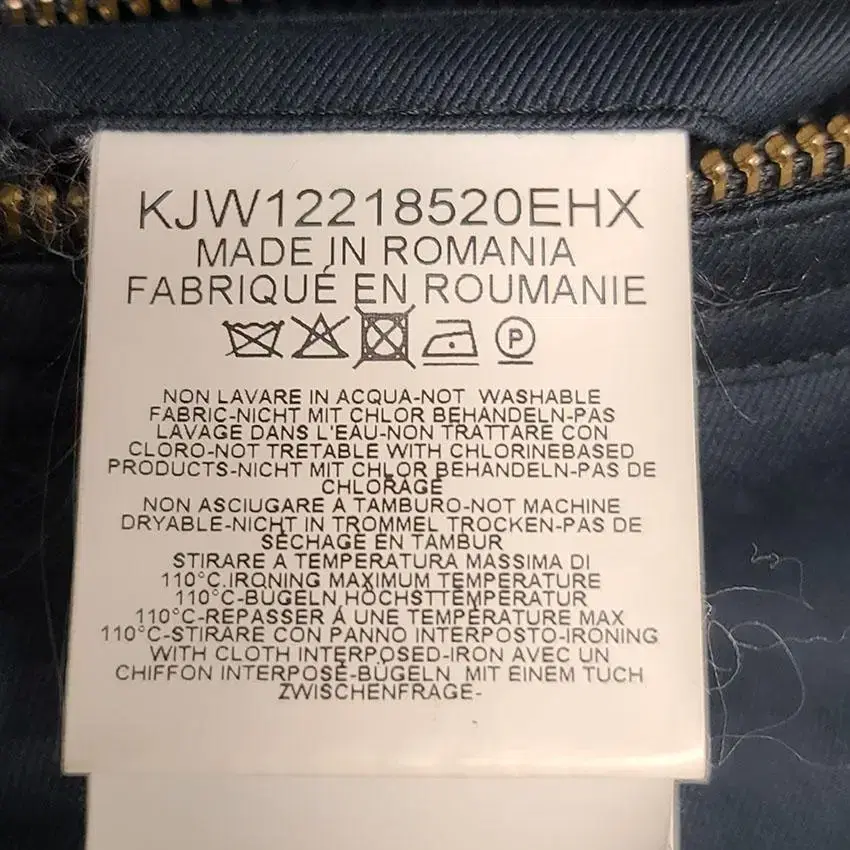 KJW12218520EHX
MADE IN ROMANIA
FABRIQUÉ EN ROUMANIE
P
NON LAVARE IN ACQUA-NOT WASHABLE
FABRIC-NICHT MIT CHLOR BEHANDELN-PAS
LAVAGE DANS L'EAU-NON TRATTARE CON
CLORO-NOT TRETABLE WITH CHLORINEBASED
PRODUCTS-NICHT MIT CHLOR BEHANDELN-PAS DE
CHLORAGE
NON ASCIUGARE A TAMBURO-NOT MACHINE
DRYABLE-NICHT IN TROMMEL TROCKEN-PAS DE
SÉCHAGE EN TAMBUR
STIRARE A TEMPERATURA MASSIMA DI
110°C.IRONING MAXIMUM TEMPERATURE
110°C-BÜGELN HÖCHSTTEMPERATUR
110°C-REPASSER Á UNE TEMPÉRATURE MAX
110°C-STIRARE CON PANNO INTERPOSTO-IRONING
WITH CLOTH INTERPOSED-IRON AVEC UN
CHIFFON INTERPOSÉ-BÜGELN MIT EINEM TUCH
ZWISCHENFRAGE-